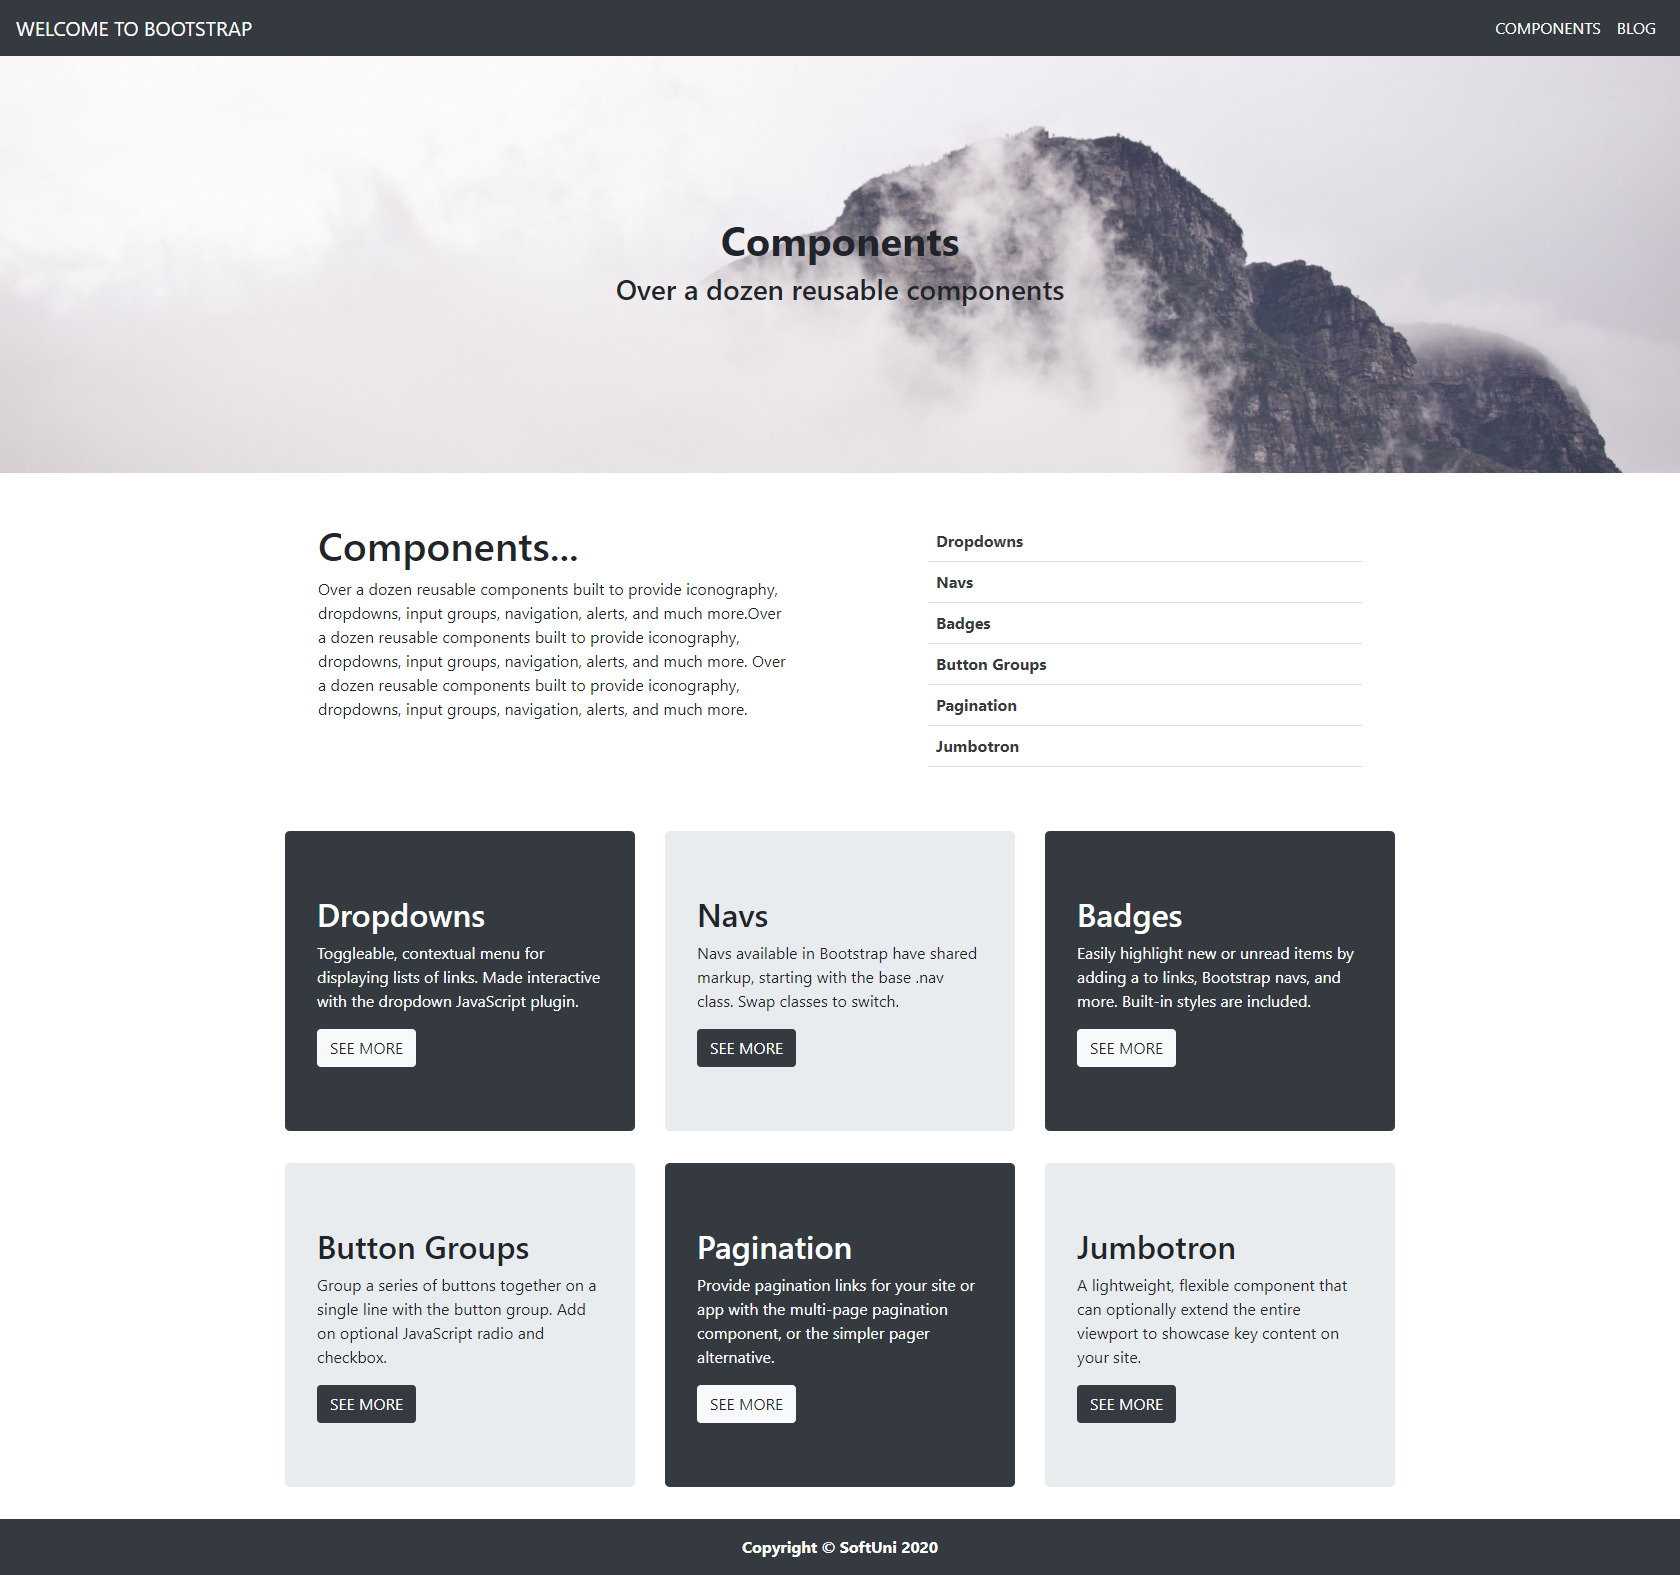 WELCOME TO BOOTSTRAP
COMPONENTS BLOG
Components
Over a dozen reusable components
Components...
Over a dozen reusable components built to provide iconography,
dropdowns, input groups, navigation, alerts, and much more.Over
a dozen reusable components built to provide iconography,
dropdowns, input groups, navigation, alerts, and much more. Over
a dozen reusable components built to provide iconography,
dropdowns, input groups, navigation, alerts, and much more.
Dropdowns
Navs
Badges
Button Groups
Pagination
Jumbotron
Dropdowns
Toggleable, contextual menu for
displaying lists of links. Made interactive
with the dropdown JavaScript plugin.
SEE MORE
Navs
Navs available in Bootstrap have shared
markup, starting with the base .nav
class. Swap classes to switch.
SEE MORE
Badges
Easily highlight new or unread items by
adding a to links, Bootstrap navs, and
more. Built-in styles are included.
SEE MORE
Button Groups
Group a series of buttons together on a
single line with the button group. Add
on optional JavaScript radio and
checkbox.
SEE MORE
Pagination
Provide pagination links for your site or
app with the multi-page pagination
component, or the simpler pager
alternative.
SEE MORE
Jumbotron
A lightweight, flexible component that
can optionally extend the entire
viewport to showcase key content on
your site.
SEE MORE
Copyright © SoftUni 2020